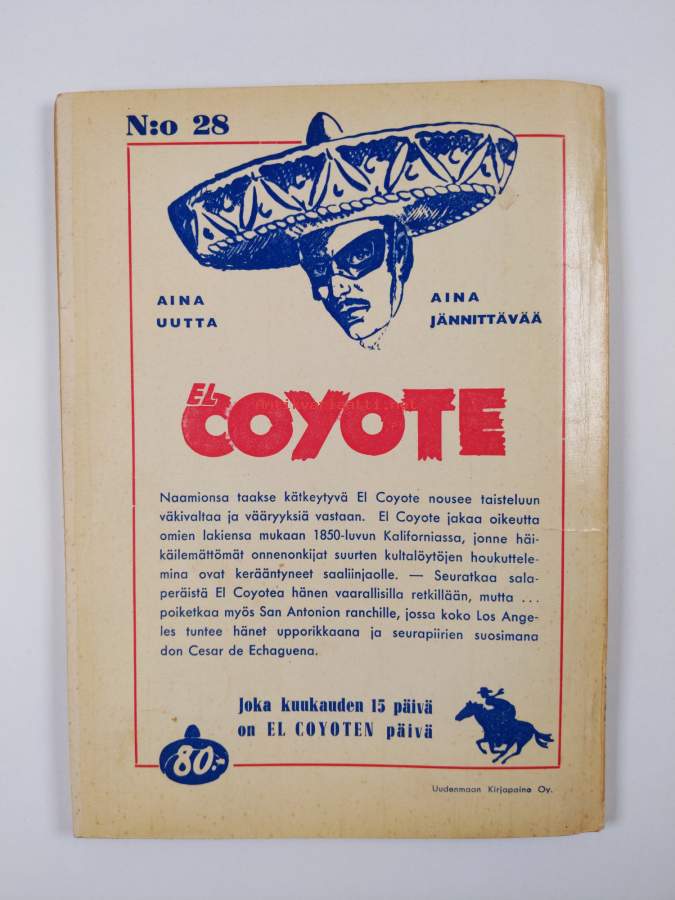 N:o 28
AINA
UUTTA
AINA
JÄNNITTÄVÄÄ
EL
COYOTE
antikvariaatti.net
Naamionsa taakse kätkeytyvä El Coyote nousee taisteluun
väkivaltaa ja vääryyksiä vastaan. El Coyote jakaa oikeutta
omien lakiensa mukaan 1850-luvun Kaliforniassa, jonne häi-
käilemättömät onnenonkijat suurten kultalöytöjen houkuttele-
mina ovat kerääntyneet saaliinjaolle. — Seuratkaa sala-
peräistä El Coyotea hänen vaarallisilla retkillään, mutta ...
poiketkaa myös San Antonion ranchille, jossa koko Los Ange-
les tuntee hänet upporikkaana ja seurapiirien suosimana
don Cesar de Echaguena.
Joka kuukauden 15 päivä
on EL COYOTEN päivä
80:-
Uudenmaan Kirjapaino Oy.